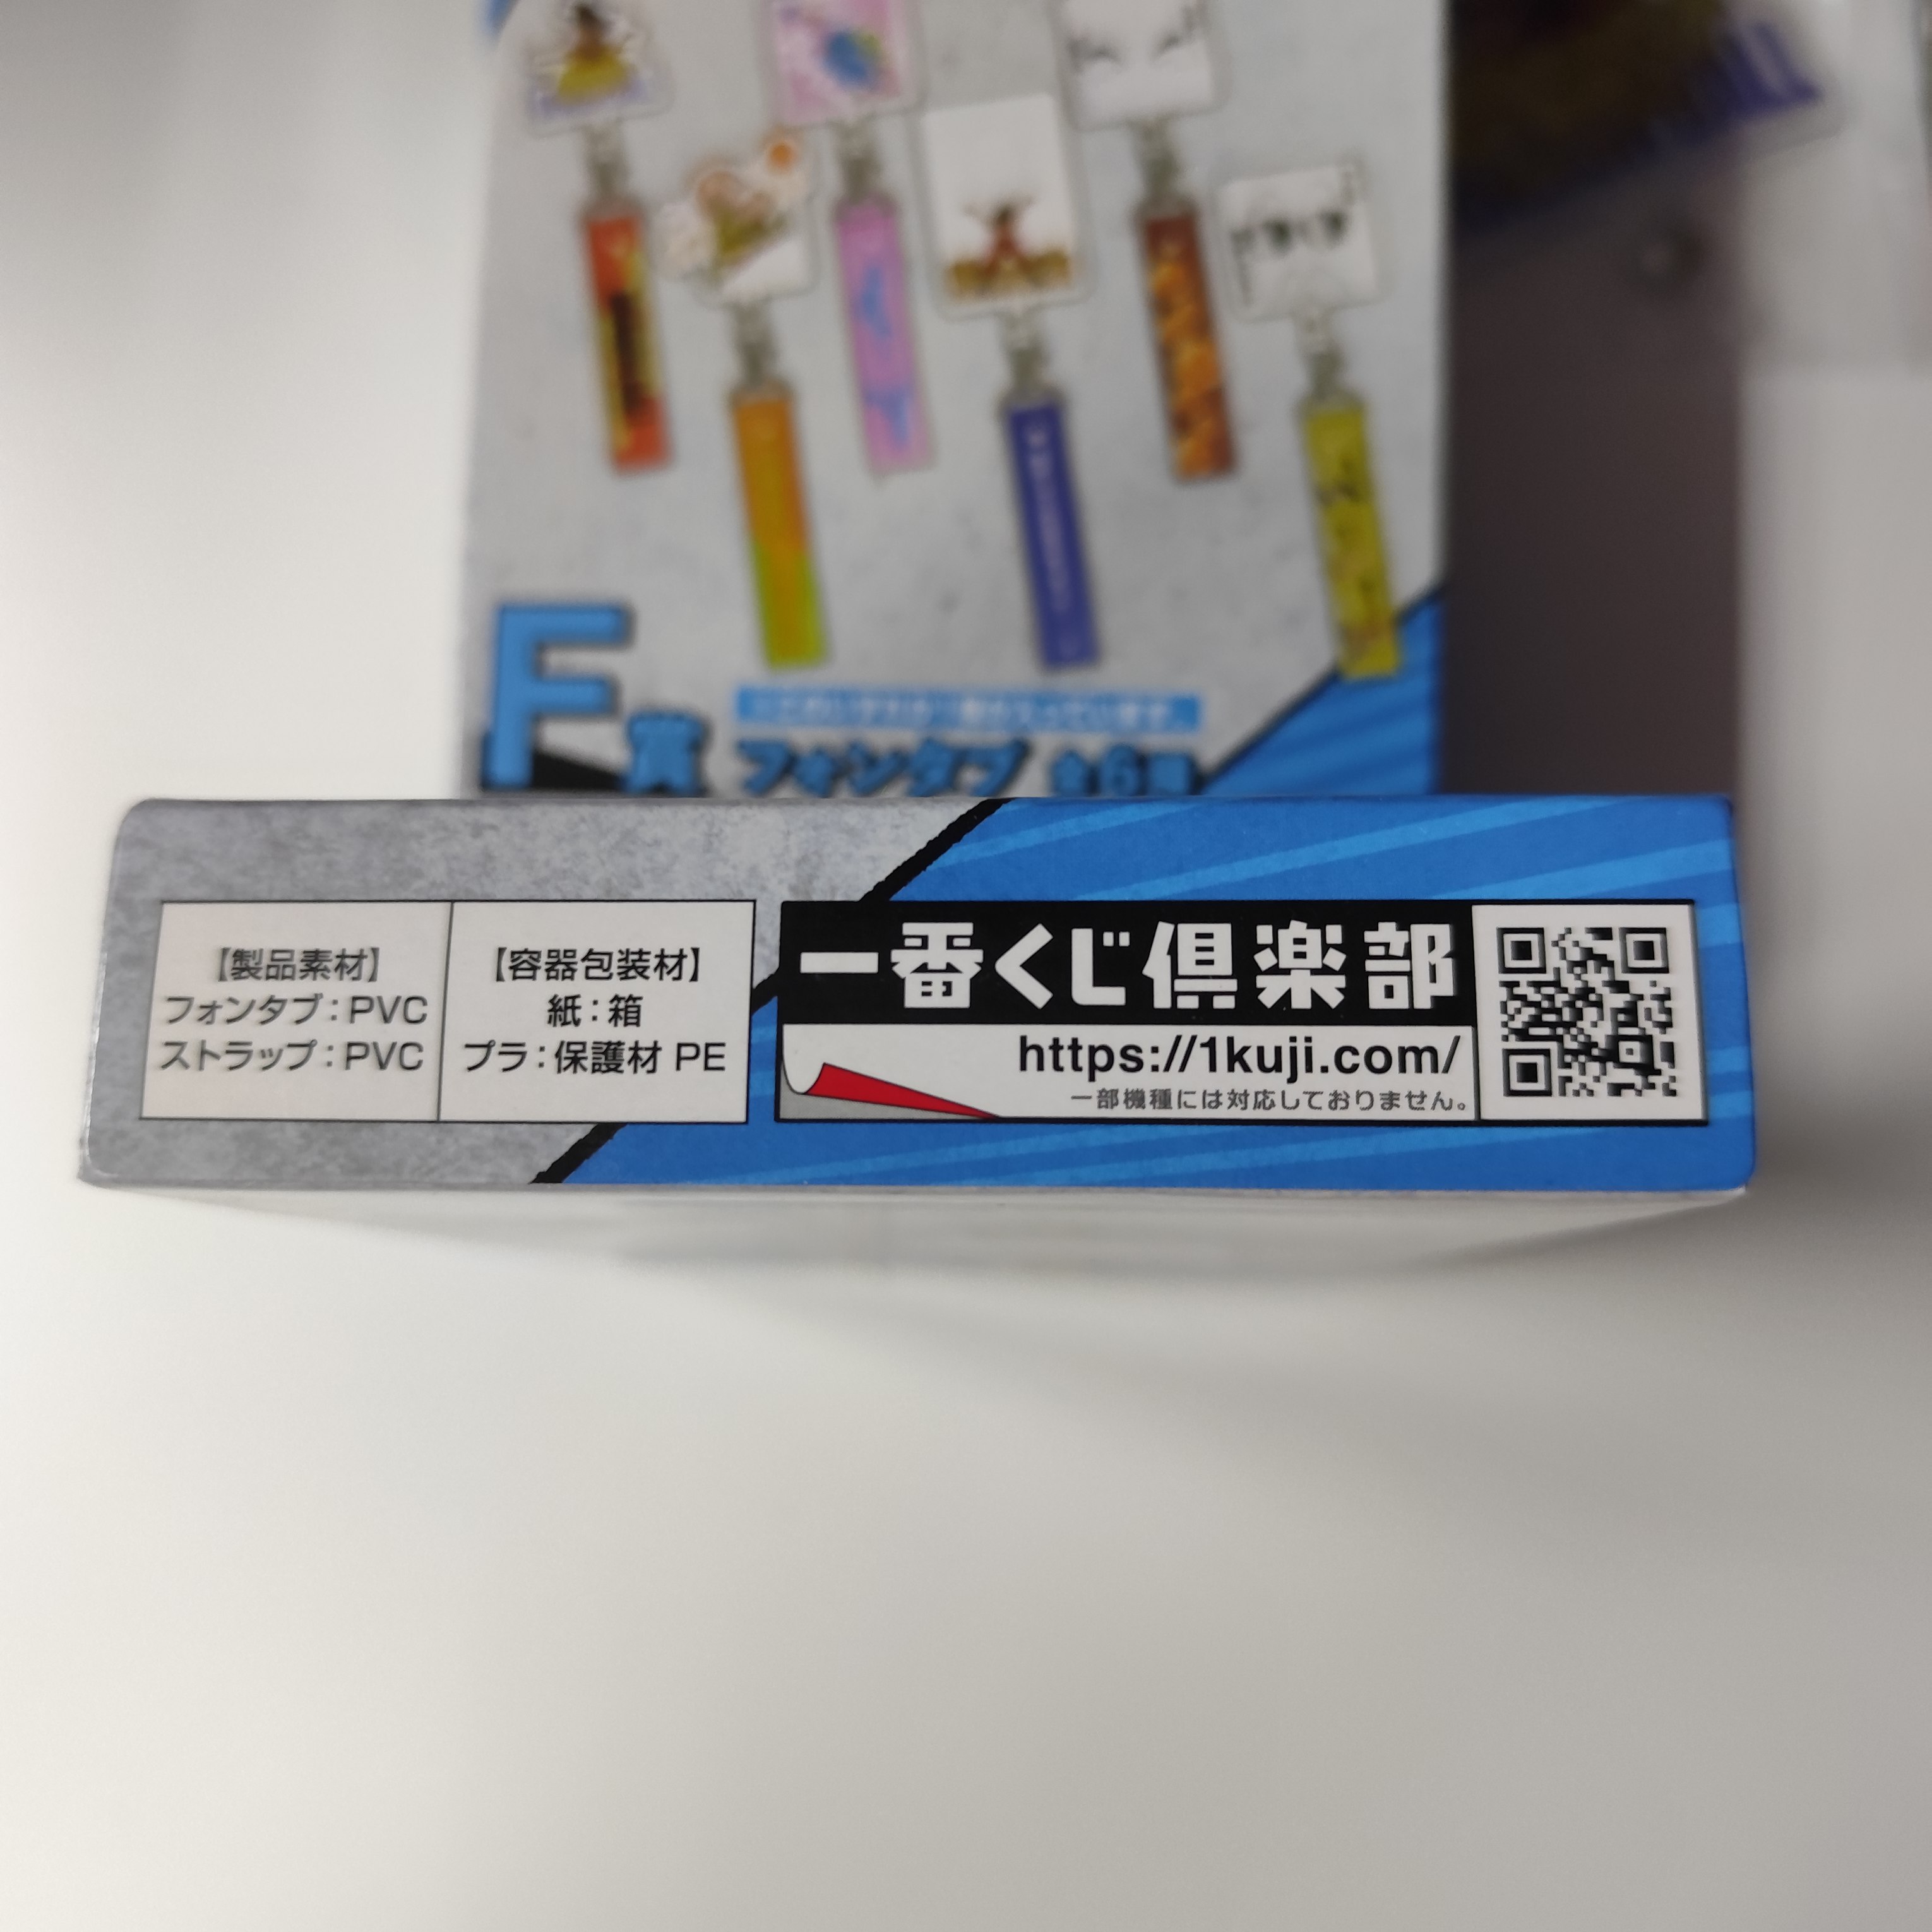 F賞 フォンタブ 全6種
【製品素材】
フォンタブ：PVC
ストラップ：PVC
【容器包装材】
紙：箱
プラ：保護材 PE
一番くじ倶楽部
https://1kuji.com/
一部機種には対応しておりません。